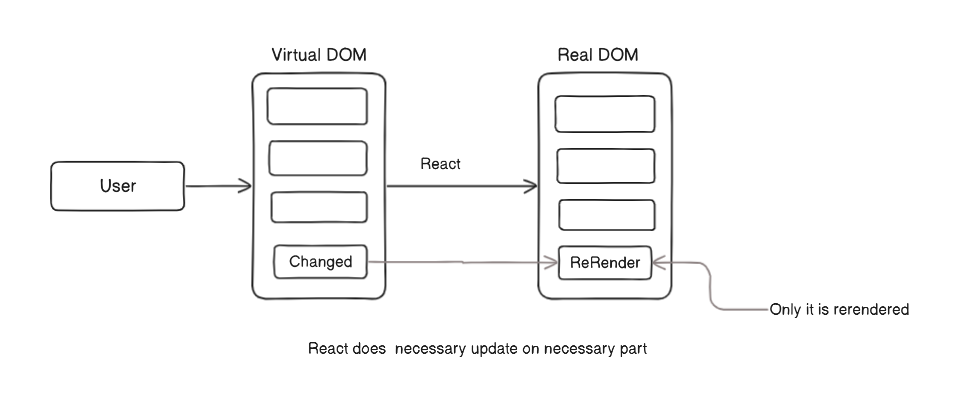 Virtual DOM
Real DOM
React
User
Changed
ReRender
Only it is rerendered
React does  necessary update on necessary part